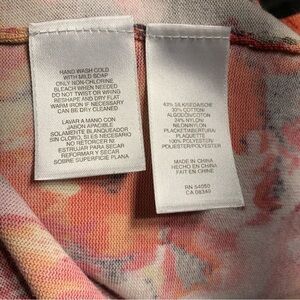 HAND WASH COLD
WITH MILD SOAP
ONLY NON-CHLORINE
BLEACH WHEN NEEDED
DO NOT TWIST OR WRING
RESHAPE AND DRY FLAT
WARM IRON IF NECESSARY
CAN BE DRY CLEANED
LAVAR A MANO CON
JABON APACIBLE
SOLAMENTE BLANQUEADOR
SIN CLORO, SI ES NECESARIO
NO RETORCER NI
ESTRUJAR PARA SECAR
REFORMAR Y SECAR
SOBRE SUPERFICIE PLANA
SILK/SEDA/SOIE
30% COTTON
ALGODON/COTON
24% NYLON
NILON/NYLON
PLACKET/ABERTURA/
PLAQUETTE
100% POLYESTER/
POLYESTER/POLYESTER
MADE IN CHINA
HECHO EN CHINA
FAIT EN CHINE
RN 54050
CA 08340